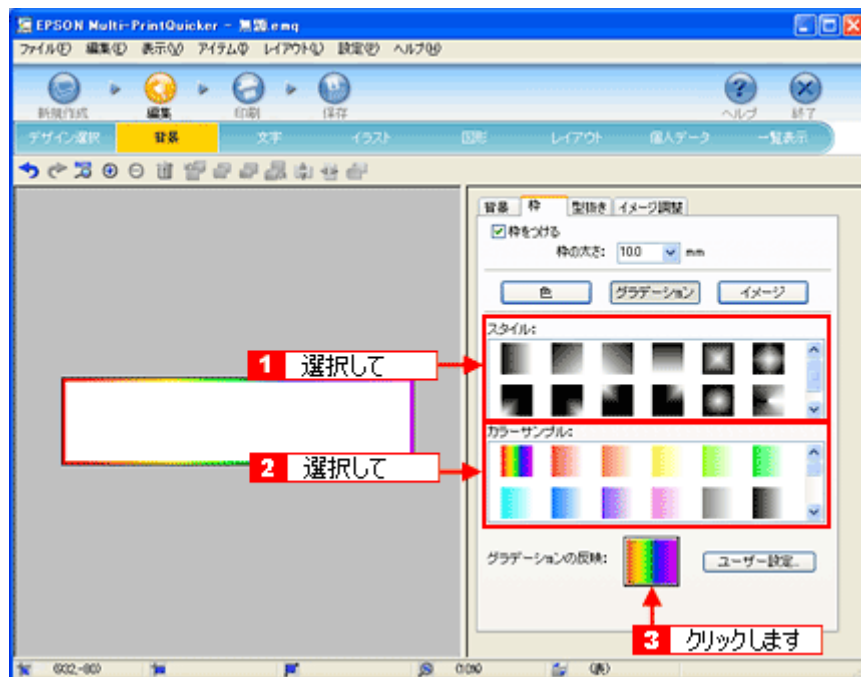 EPSON Multi-PrintQuicker - 無題.emq
ファイル(F) 編集(E) 表示(V) アイテム(I) レイアウト(L) 設定(P) ヘルプ(H)
新規作成 編集 印刷 保存 ヘルプ 終了
デザイン選択 背景 文字 イラスト 図形 レイアウト 個人データ 一覧表示
背景 枠 型抜き イメージ調整
枠をつける
枠の太さ: 10.0 mm
色 グラデーション イメージ
スタイル:
1 選択して
カラーサンプル:
2 選択して
グラデーションの反映: ユーザー設定...
3 クリックします
(表)